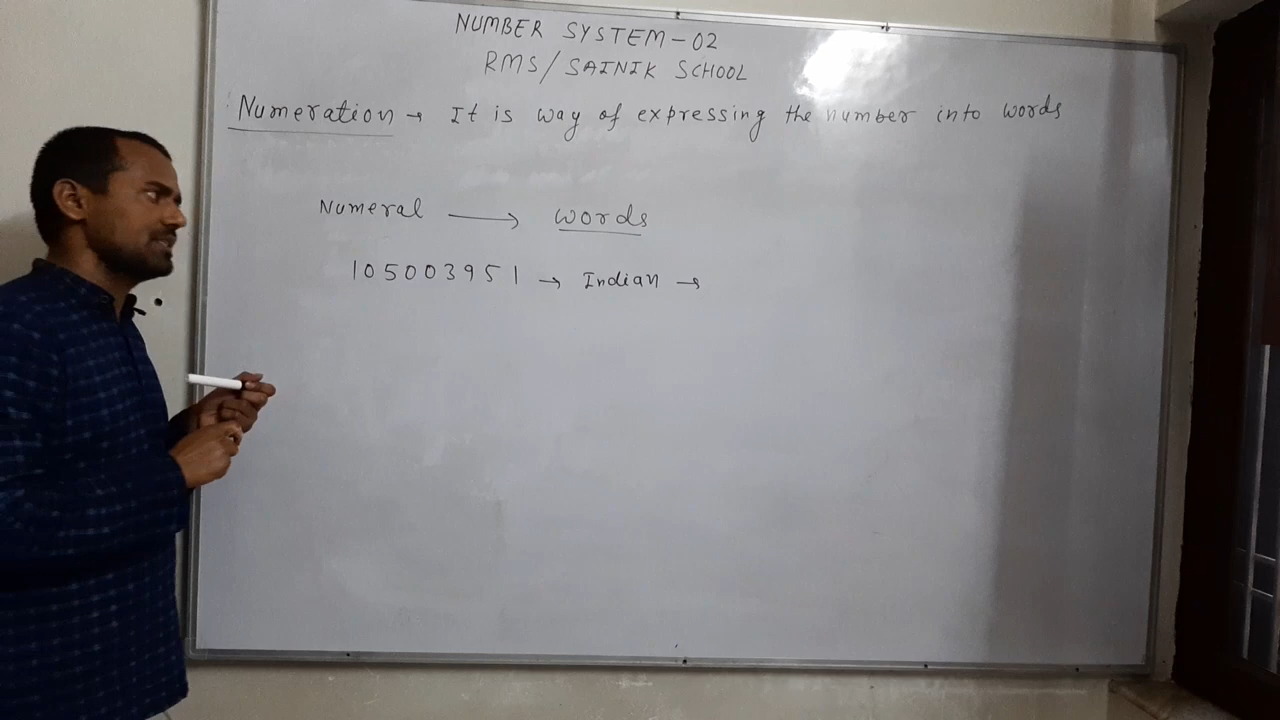 NUMBER SYSTEM-02
RMS/SAINIK SCHOOL
Numeration → It is way of expressing the number into words
Numeral → words
105003951 → Indian →